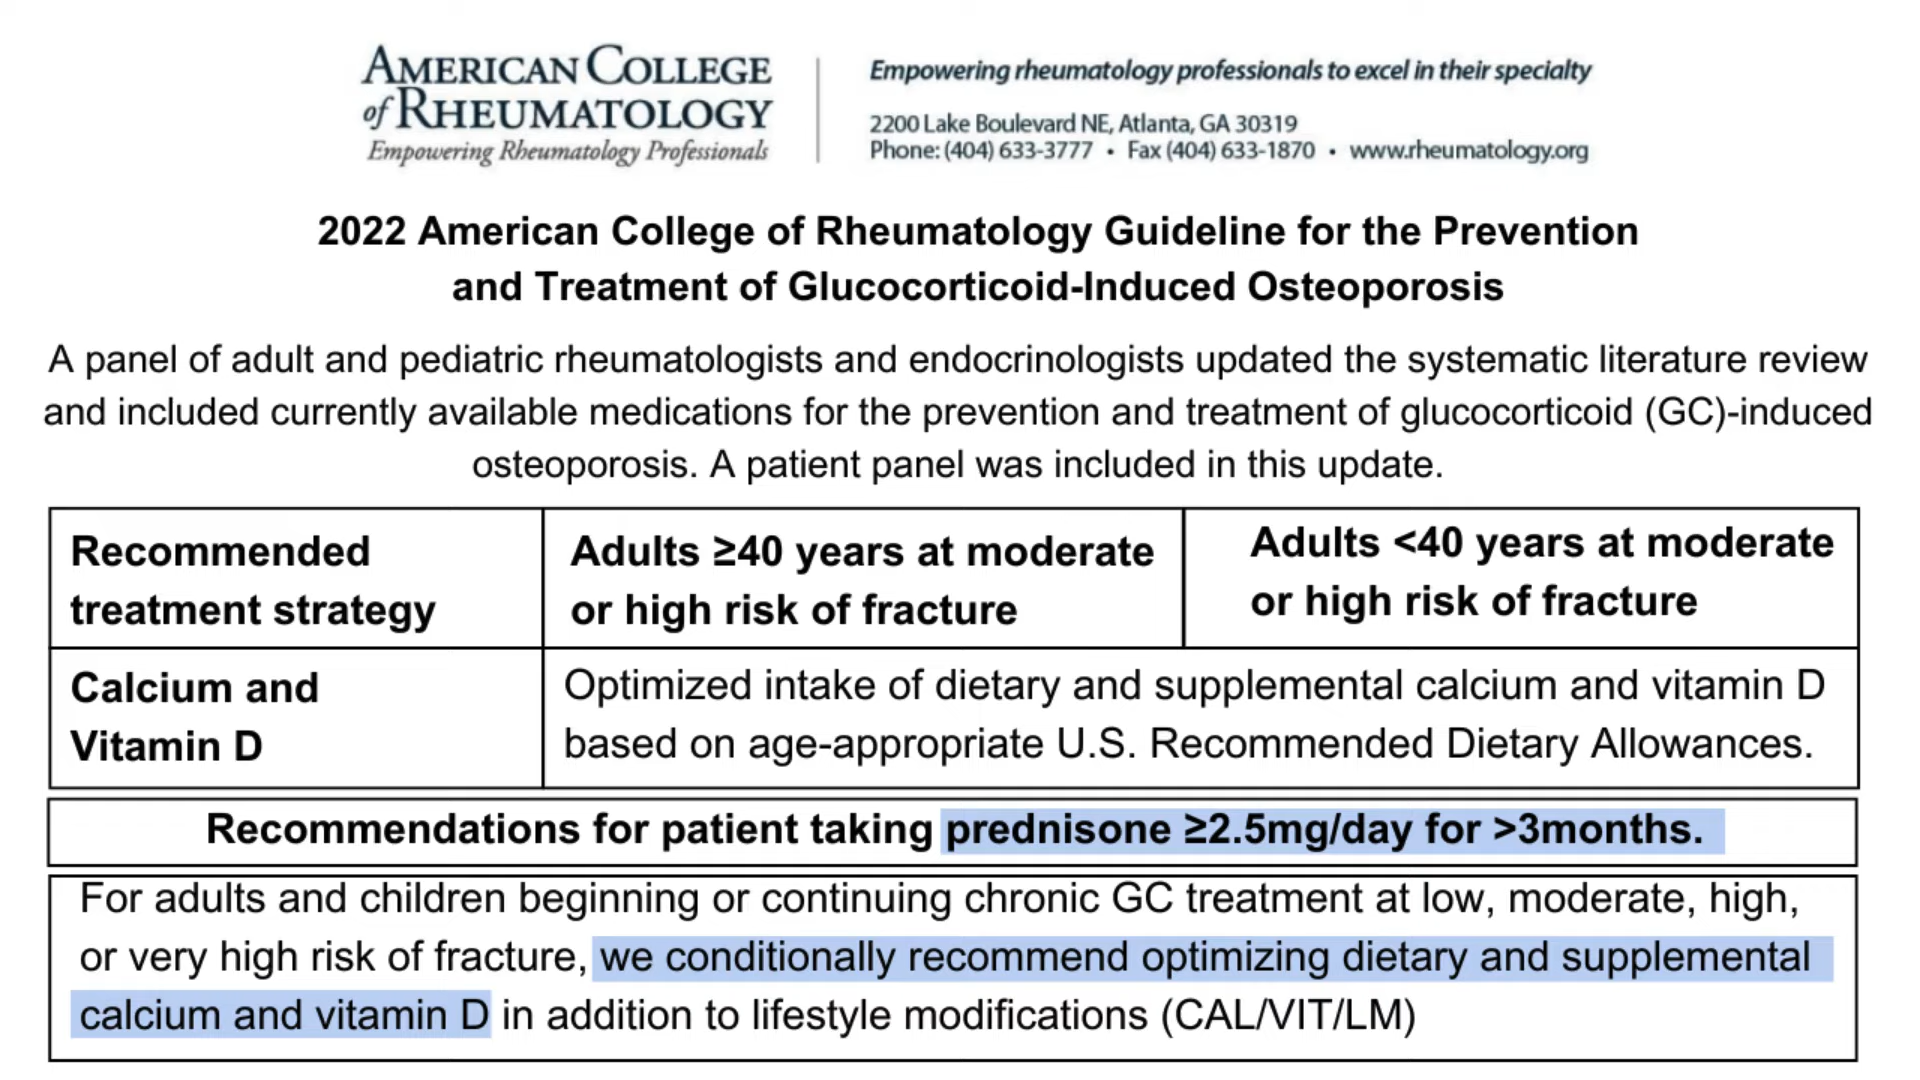 AMERICAN COLLEGE
of RHEUMATOLOGY
Empowering Rheumatology Professionals
Empowering rheumatology professionals to excel in their specialty
2200 Lake Boulevard NE, Atlanta, GA 30319
Phone: (404) 633-3777 • Fax (404) 633-1870 • www.rheumatology.org
2022 American College of Rheumatology Guideline for the Prevention
and Treatment of Glucocorticoid-Induced Osteoporosis
A panel of adult and pediatric rheumatologists and endocrinologists updated the systematic literature review
and included currently available medications for the prevention and treatment of glucocorticoid (GC)-induced
osteoporosis. A patient panel was included in this update.
Recommended
treatment strategy
Adults ≥40 years at moderate
or high risk of fracture
Adults <40 years at moderate
or high risk of fracture
Calcium and
Vitamin D
Optimized intake of dietary and supplemental calcium and vitamin D
based on age-appropriate U.S. Recommended Dietary Allowances.
Recommendations for patient taking prednisone ≥2.5mg/day for >3months.
For adults and children beginning or continuing chronic GC treatment at low, moderate, high,
or very high risk of fracture, we conditionally recommend optimizing dietary and supplemental
calcium and vitamin D in addition to lifestyle modifications (CAL/VIT/LM)